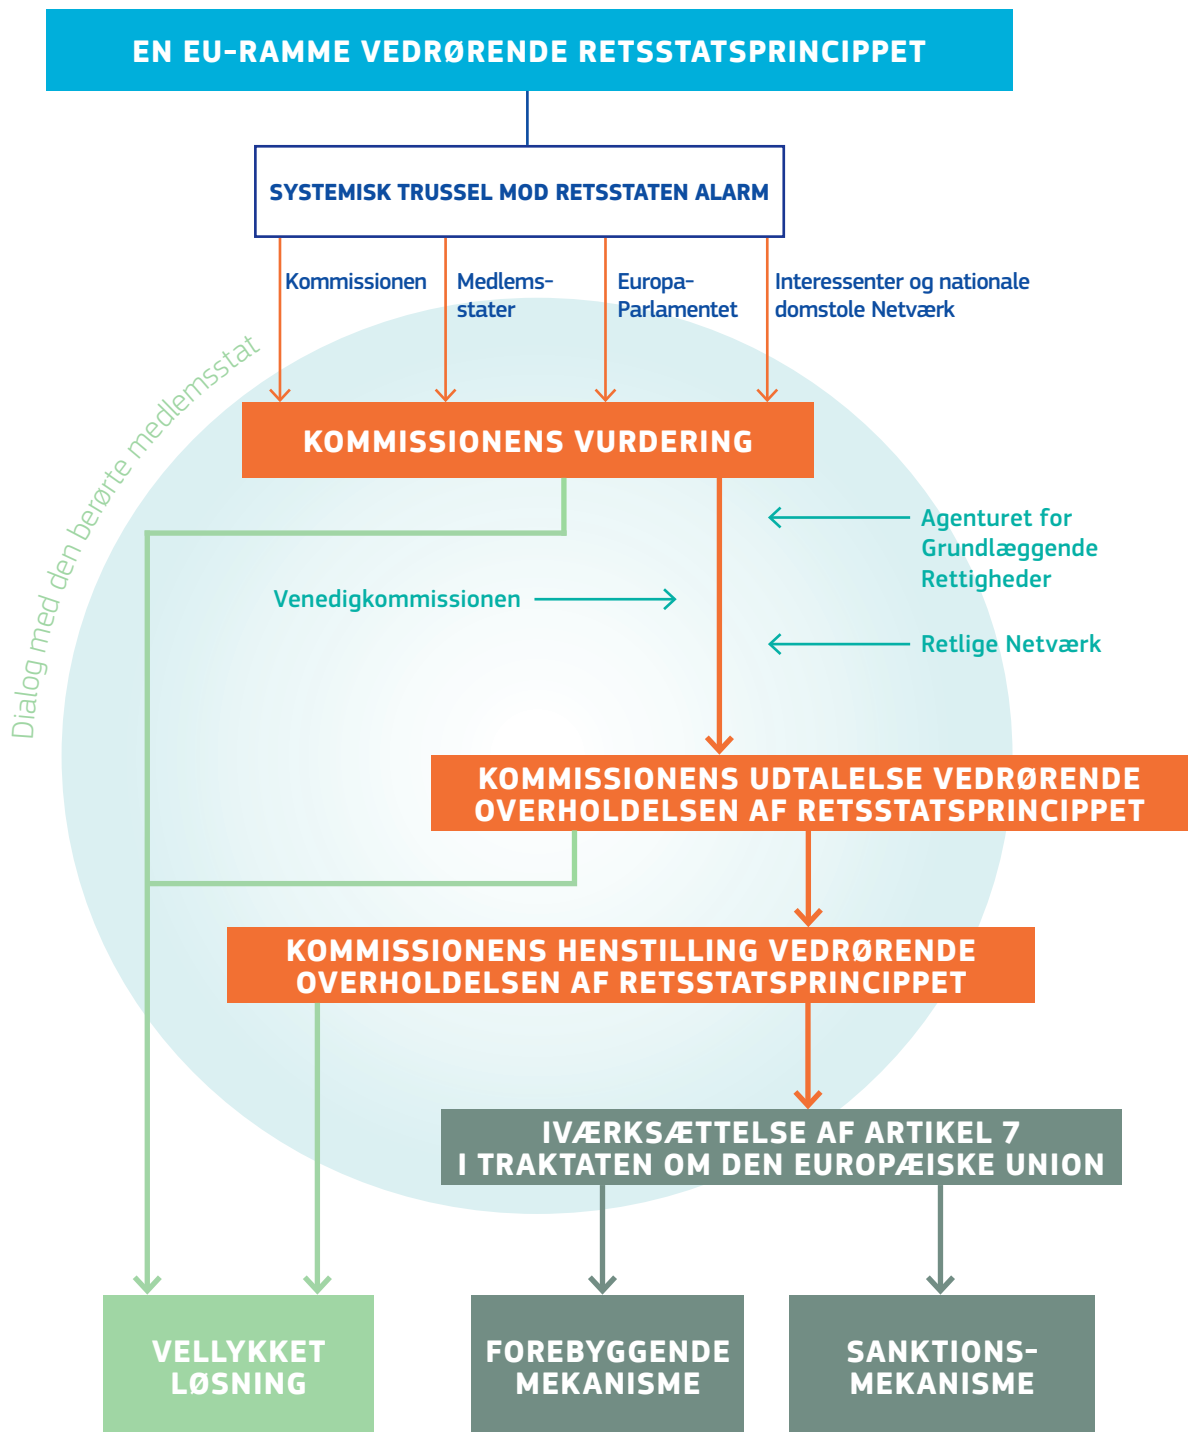 EN EU-RAMME VEDRØRENDE RETSSTATSPRINCIPPET
SYSTEMISK TRUSSEL MOD RETSSTATEN ALARM
Kommissionen
Medlems-
stater
Europa-
Parlamentet
Interessenter og nationale
domstole Netværk
Dialog med den berørte medlemsstat
KOMMISSIONENS VURDERING
Agenturet for
Grundlæggende
Rettigheder
Venedigkommissionen
Retlige Netværk
KOMMISSIONENS UDTALELSE VEDRØRENDE
OVERHOLDELSEN AF RETSSTATSPRINCIPPET
KOMMISSIONENS HENSTILLING VEDRØRENDE
OVERHOLDELSEN AF RETSSTATSPRINCIPPET
IVÆRKSÆTTELSE AF ARTIKEL 7
I TRAKTATEN OM DEN EUROPÆISKE UNION
VELLYKKET
LØSNING
FOREBYGGENDE
MEKANISME
SANKTIONS-
MEKANISME